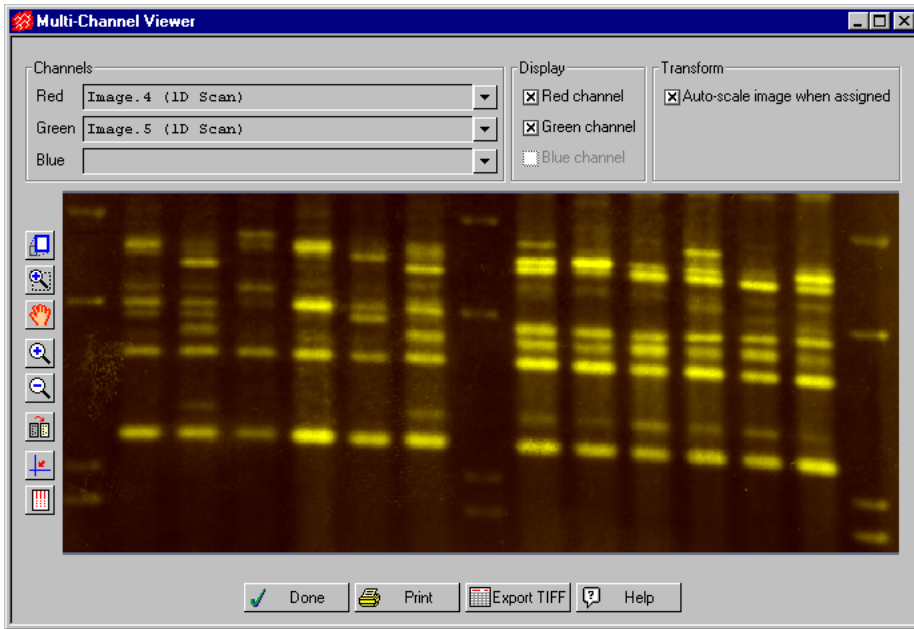 Multi-Channel Viewer
Channels
Red Image.4 (1D Scan)
Green Image.5 (1D Scan)
Blue
Display
Red channel
Green channel
Blue channel
Transform
Auto-scale image when assigned
Done Print Export TIFF Help